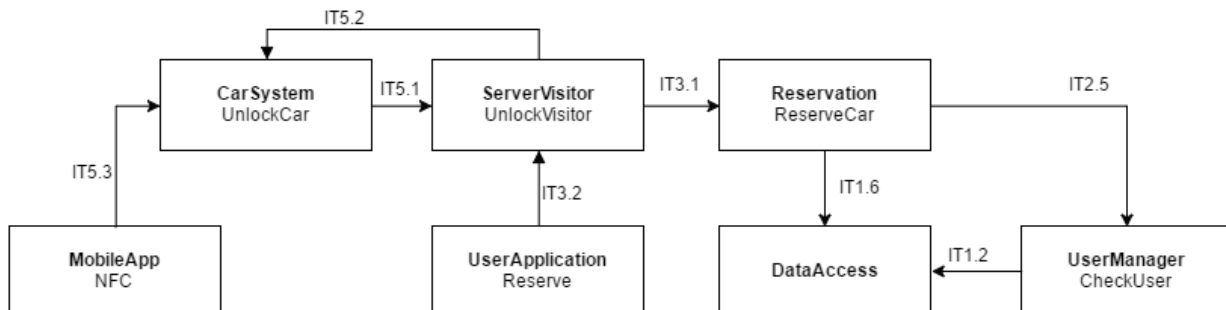 IT5.2
CarSystem
UnlockCar
IT5.1
ServerVisitor
UnlockVisitor
IT3.1
Reservation
ReserveCar
IT2.5
IT5.3
IT3.2
IT1.6
MobileApp
NFC
UserApplication
Reserve
DataAccess
IT1.2
UserManager
CheckUser